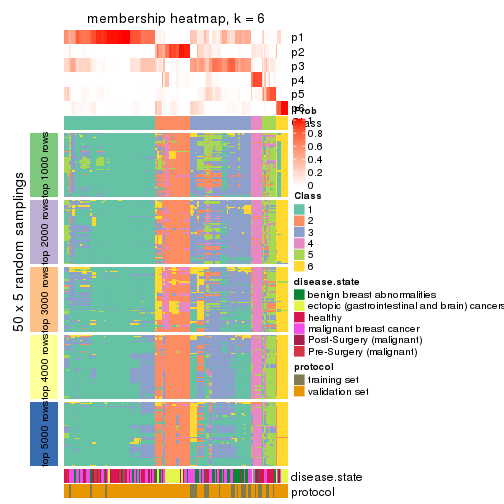 membership heatmap, k = 6
p1
p2
p3
p4
p5
p6
Prob
0.8
0.6
0.4
0.2
0
Class
Class
1
2
3
4
5
6
disease.state
benign breast abnormalities
ectopic (gastrointestinal and brain) cancers
healthy
malignant breast cancer
Post-Surgery (malignant)
Pre-Surgery (malignant)
protocol
training set
validation set
50 x 5 random samplings
top 1000 rows
top 2000 rows
top 3000 rows
top 4000 rows
top 5000 rows
disease.state
protocol